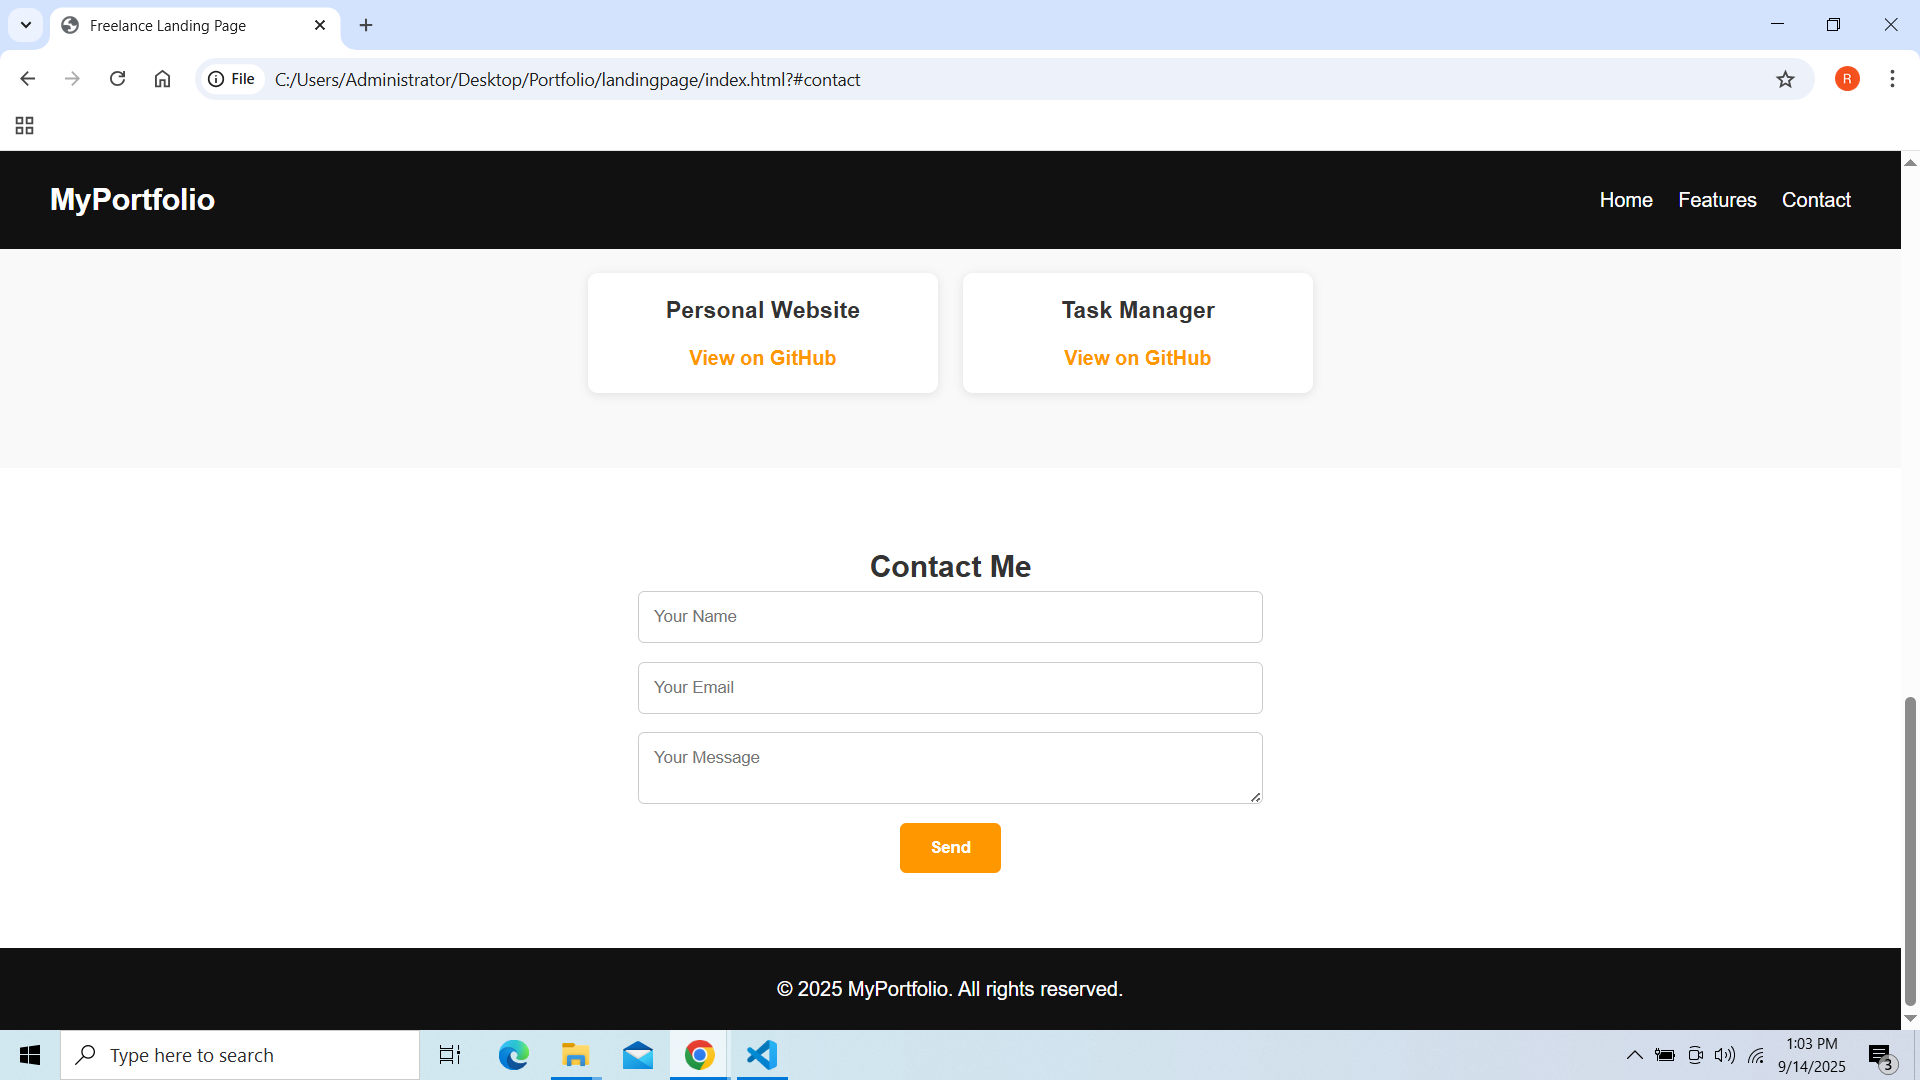 Freelance Landing Page
File C:/Users/Administrator/Desktop/Portfolio/landingpage/index.html?#contact
R
MyPortfolio
Home Features Contact
Personal Website
View on GitHub
Task Manager
View on GitHub
Contact Me
Your Name
Your Email
Your Message
Send
© 2025 MyPortfolio. All rights reserved.
Type here to search
1:03 PM
9/14/2025
3